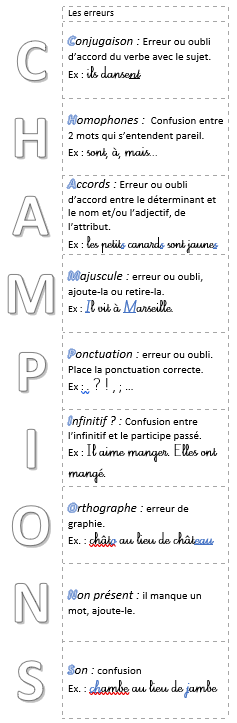 Les erreurs
C
Conjugaison : Erreur ou oubli
d'accord du verbe avec le sujet.
Ex : ils dansent
H
Homophones : Confusion entre
2 mots qui s'entendent pareil.
Ex : sont, à, mais...
A
Accords : Erreur ou oubli
d'accord entre le déterminant et
le nom et/ou l'adjectif, de
l'attribut.
Ex : les petits canards sont jaunes
M
Majuscule : erreur ou oubli,
ajoute-la ou retire-la.
Ex : Il vit à Marseille.
P
Ponctuation : erreur ou oubli.
Place la ponctuation correcte.
Ex : . ? ! , ; ...
I
Infinitif ? : Confusion entre
l'infinitif et le participe passé.
Ex : Il aime manger. Elles ont
mangé.
O
Orthographe : erreur de
graphie.
Ex. : châto au lieu de château
N
Non présent : il manque un
mot, ajoute-le.
S
Son : confusion
Ex. : chambe au lieu de jambe